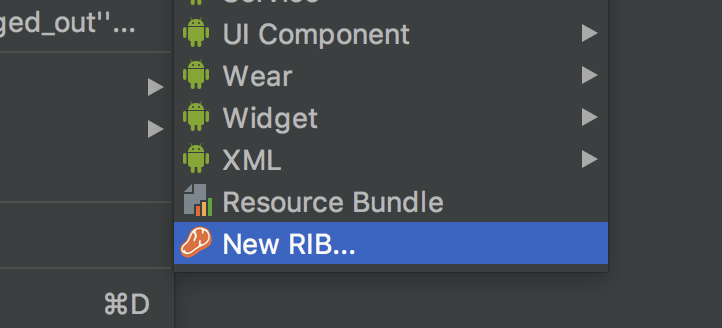 ged_out"...
UI Component
Wear
Widget
XML
Resource Bundle
New RIB...
⌘D